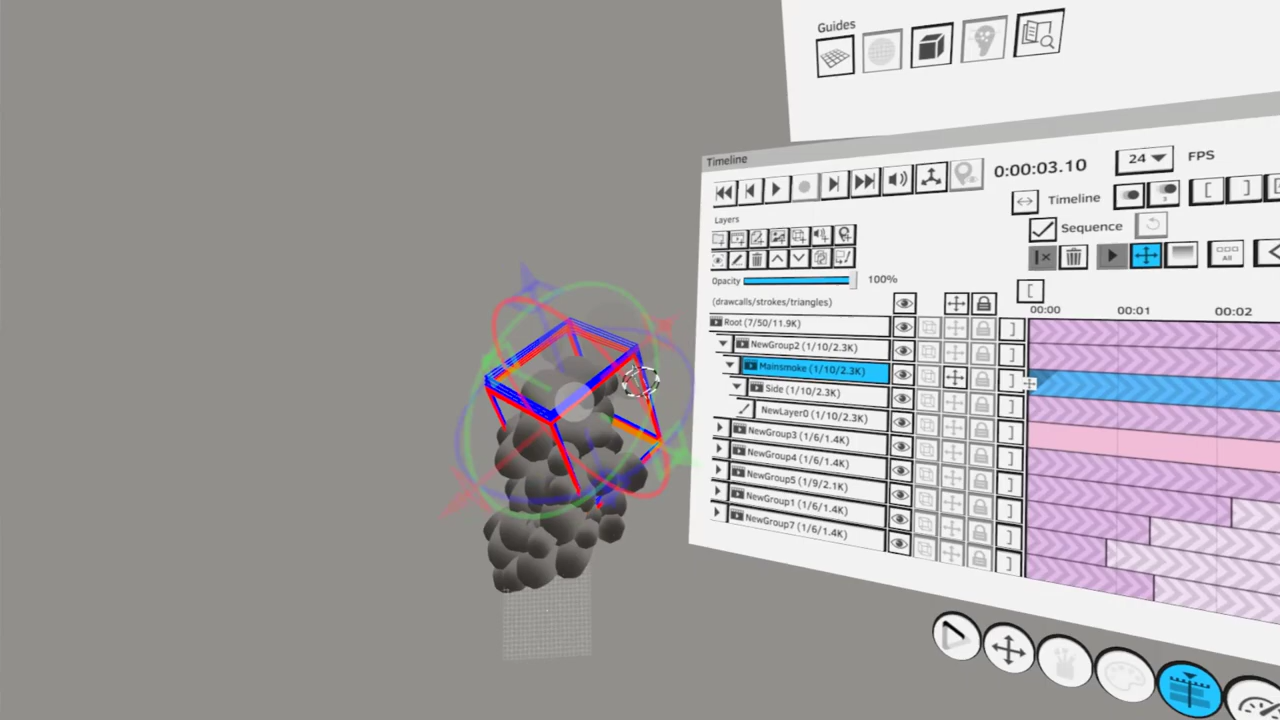 Guides
Timeline
0:00:03.10
24
FPS
Timeline
3
Layers
Sequence
All
Opacity
100%
(drawcalls/strokes/triangles)
00:00
00:01
00:02
Root (7/50/11.9K)
NewGroup2 (1/10/2.3K)
Mainsmoke (1/10/2.3K)
Side (1/10/2.3K)
NewLayer0 (1/10/2.3K)
NewGroup3 (1/6/1.4K)
NewGroup4 (1/6/1.4K)
NewGroup5 (1/9/2.1K)
NewGroup1 (1/6/1.4K)
NewGroup7 (1/6/1.4K)